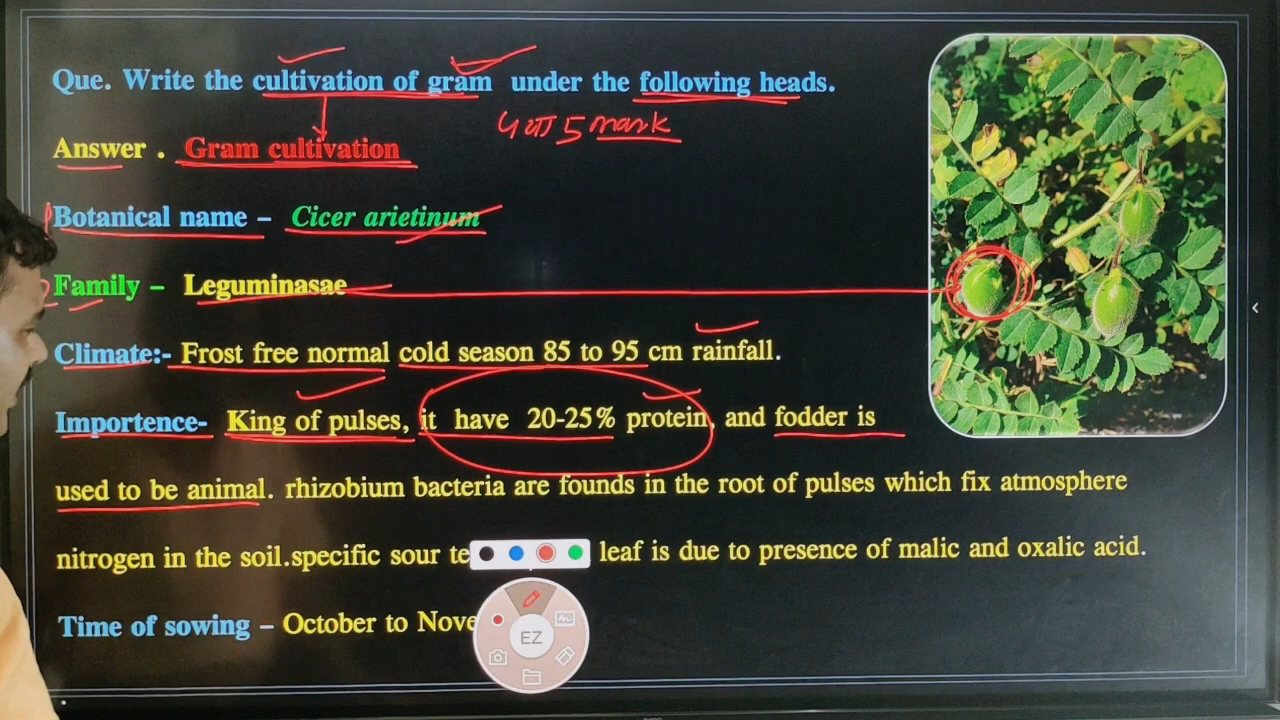 Que. Write the cultivation of gram under the following heads.
5 mark
Answer . Gram cultivation
Botanical name – Cicer arietinum
Family – Leguminasae
Climate:- Frost free normal cold season 85 to 95 cm rainfall.
Importence- King of pulses, it have 20-25% protein, and fodder is
used to be animal. rhizobium bacteria are founds in the root of pulses which fix atmosphere
nitrogen in the soil.specific sour te leaf is due to presence of malic and oxalic acid.
Time of sowing – October to Nove
EZ